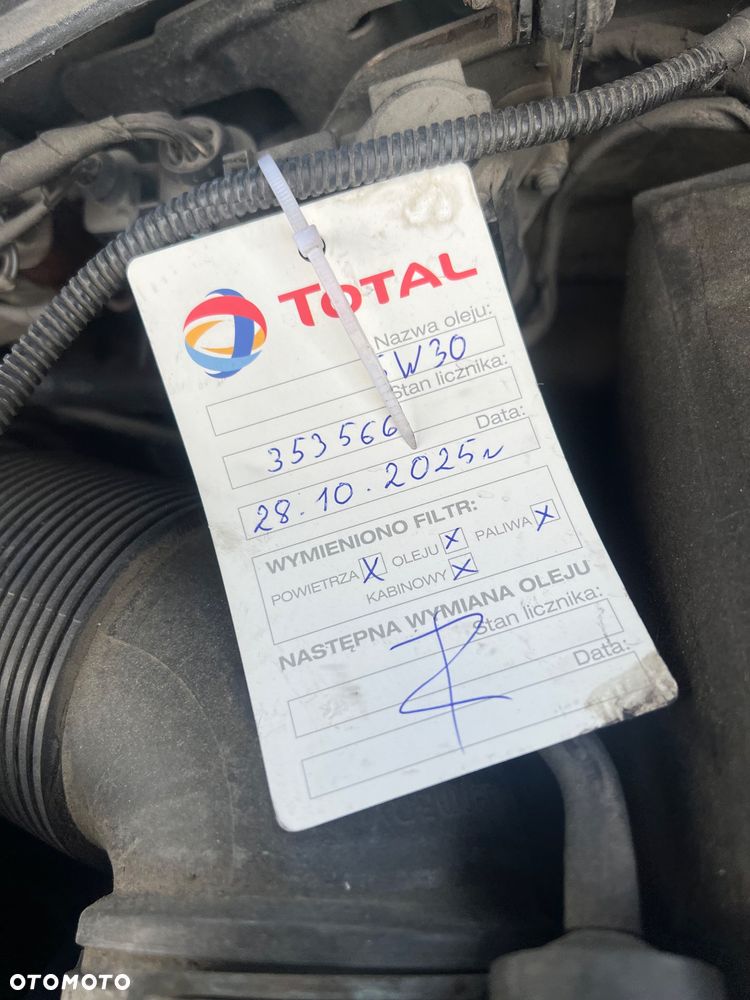 TOTAL
Nazwa oleju:
5W30
Stan licznika:
353566
Data:
28.10.2025r
WYMIENIONO FILTR:
POWIETRZA X OLEJU X PALIWA X
KABINOWY X
NASTĘPNA WYMIANA OLEJU
Stan licznika:
Data:
OTOMOTO